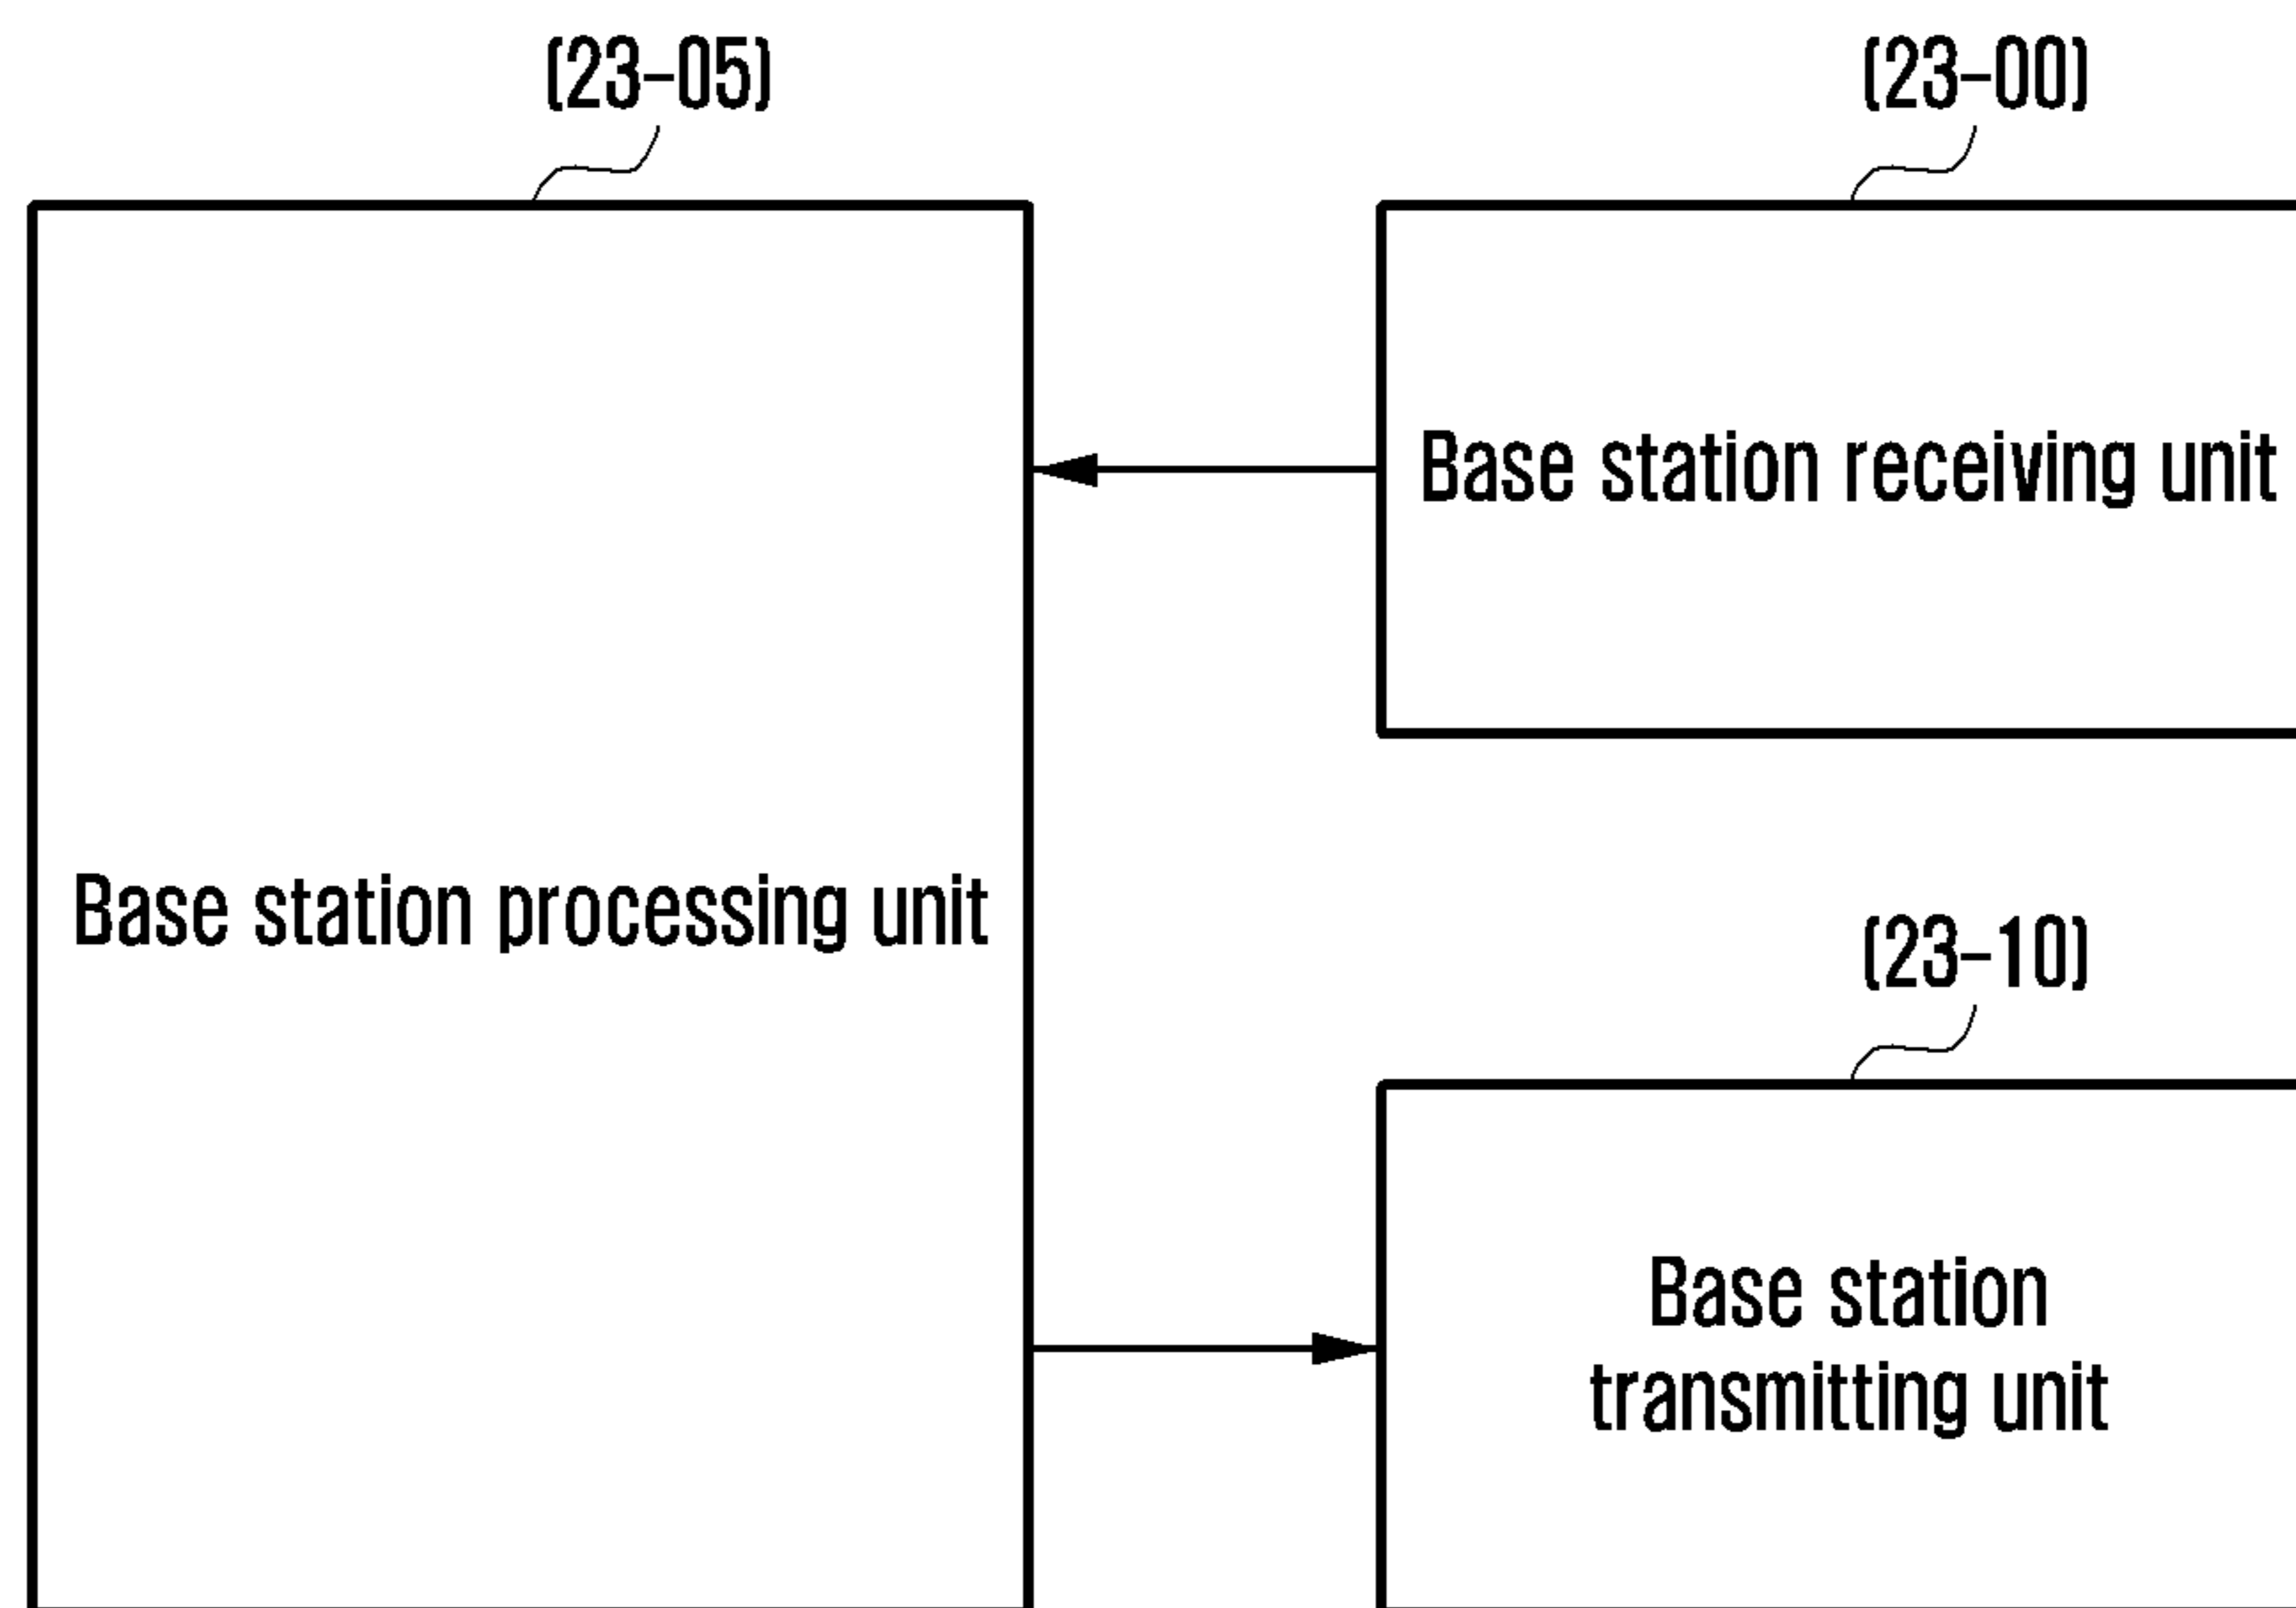 (23-05)
(23-00)
Base station receiving unit
Base station processing unit
(23-10)
Base station
transmitting unit